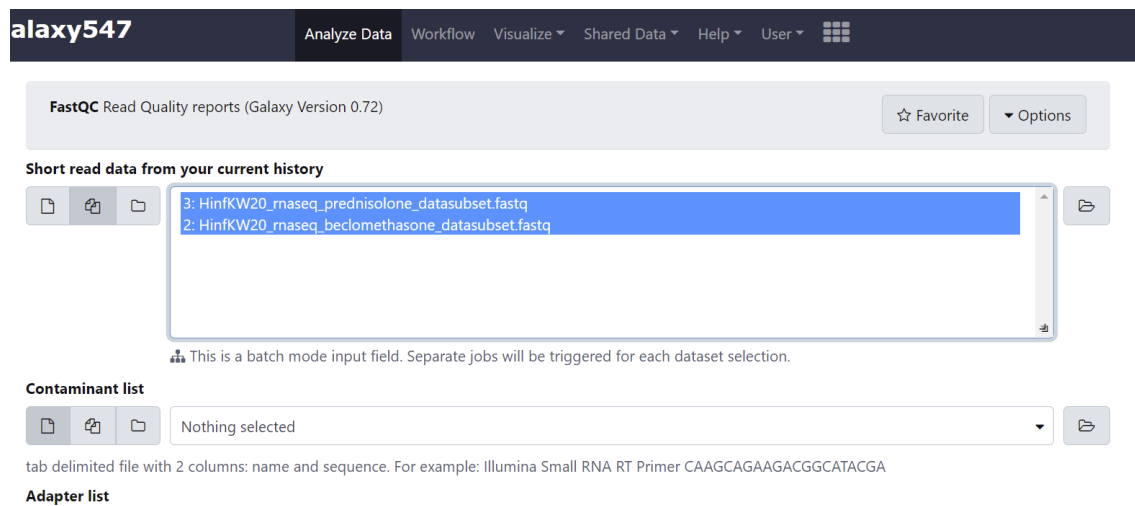 alaxy547
Analyze Data Workflow Visualize Shared Data Help User
FastQC Read Quality reports (Galaxy Version 0.72)
Favorite Options
Short read data from your current history
3: HinfKW20_rnaseq_prednisolone_datasubset.fastq
2: HinfKW20_rnaseq_beclomethasone_datasubset.fastq
This is a batch mode input field. Separate jobs will be triggered for each dataset selection.
Contaminant list
Nothing selected
tab delimited file with 2 columns: name and sequence. For example: Illumina Small RNA RT Primer CAAGCAGAAGACGGCATACGA
Adapter list